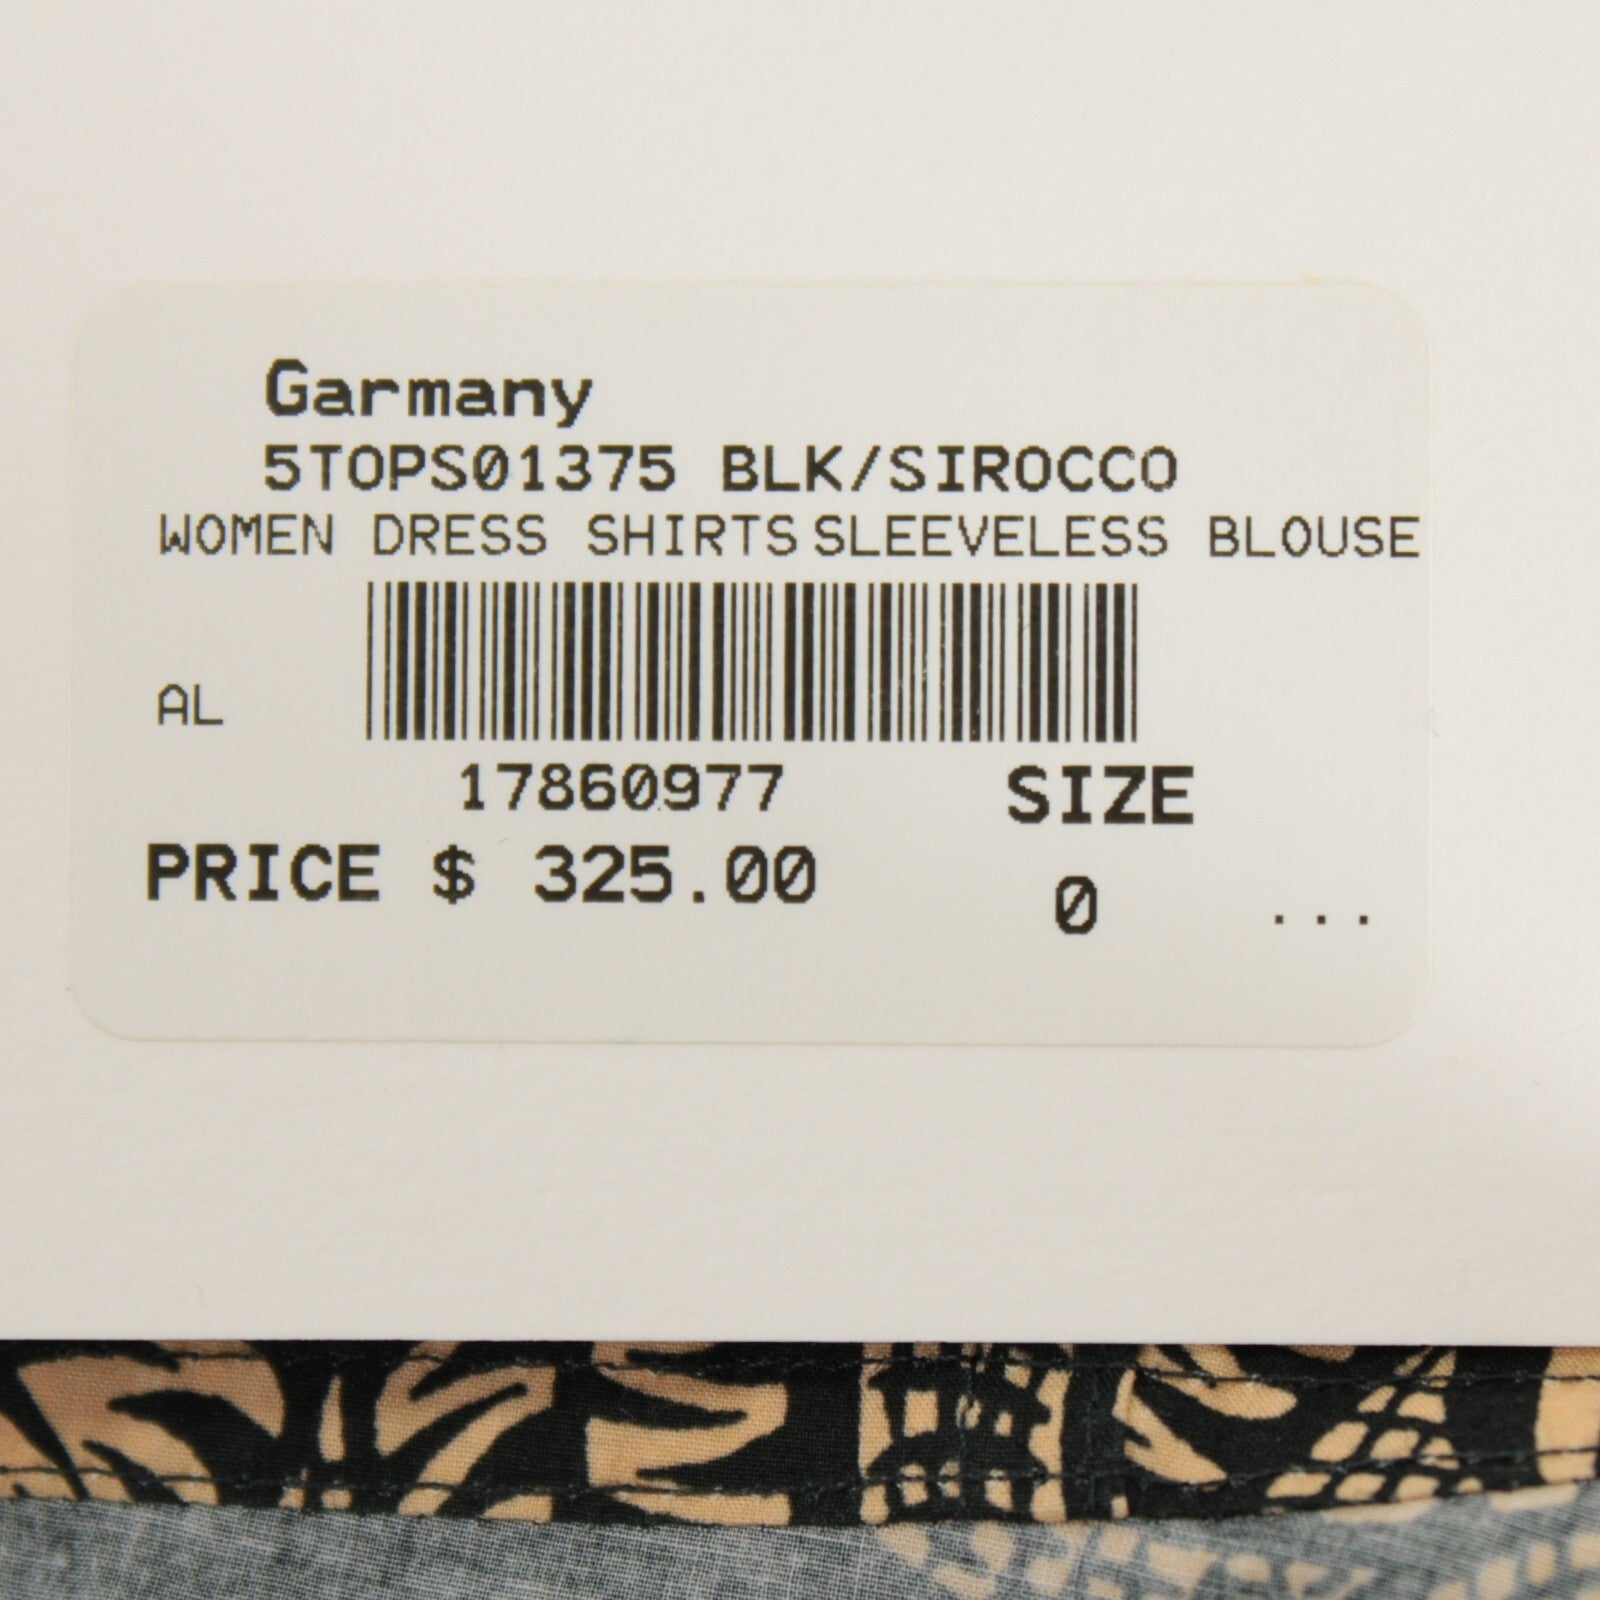 Garmany
5TOPS01375 BLK/SIROCCO
WOMEN DRESS SHIRTS SLEEVELESS BLOUSE
AL
17860977
SIZE
PRICE $ 325.00
0 ...